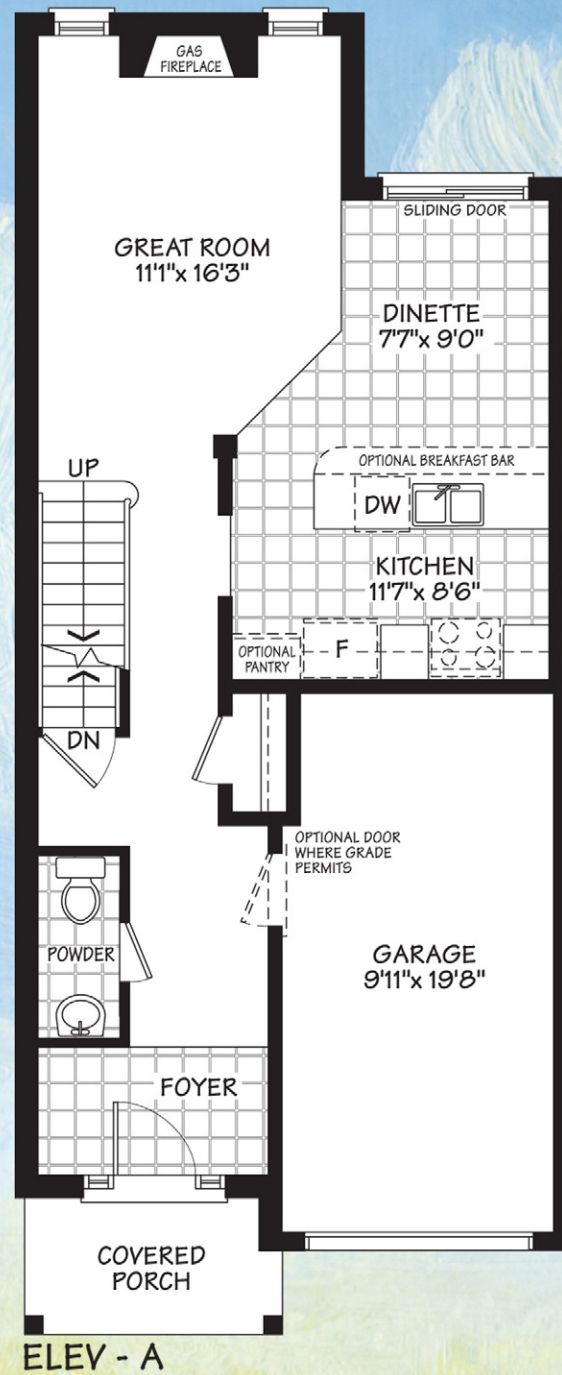 GAS
FIREPLACE
SLIDING DOOR
GREAT ROOM
11'1" x 16'3"
DINETTE
7'7" x 9'0"
OPTIONAL BREAKFAST BAR
UP
DW
KITCHEN
11'7" x 8'6"
OPTIONAL
PANTRY
F
DN
OPTIONAL DOOR
WHERE GRADE
PERMITS
POWDER
GARAGE
9'11" x 19'8"
FOYER
COVERED
PORCH
ELEV - A